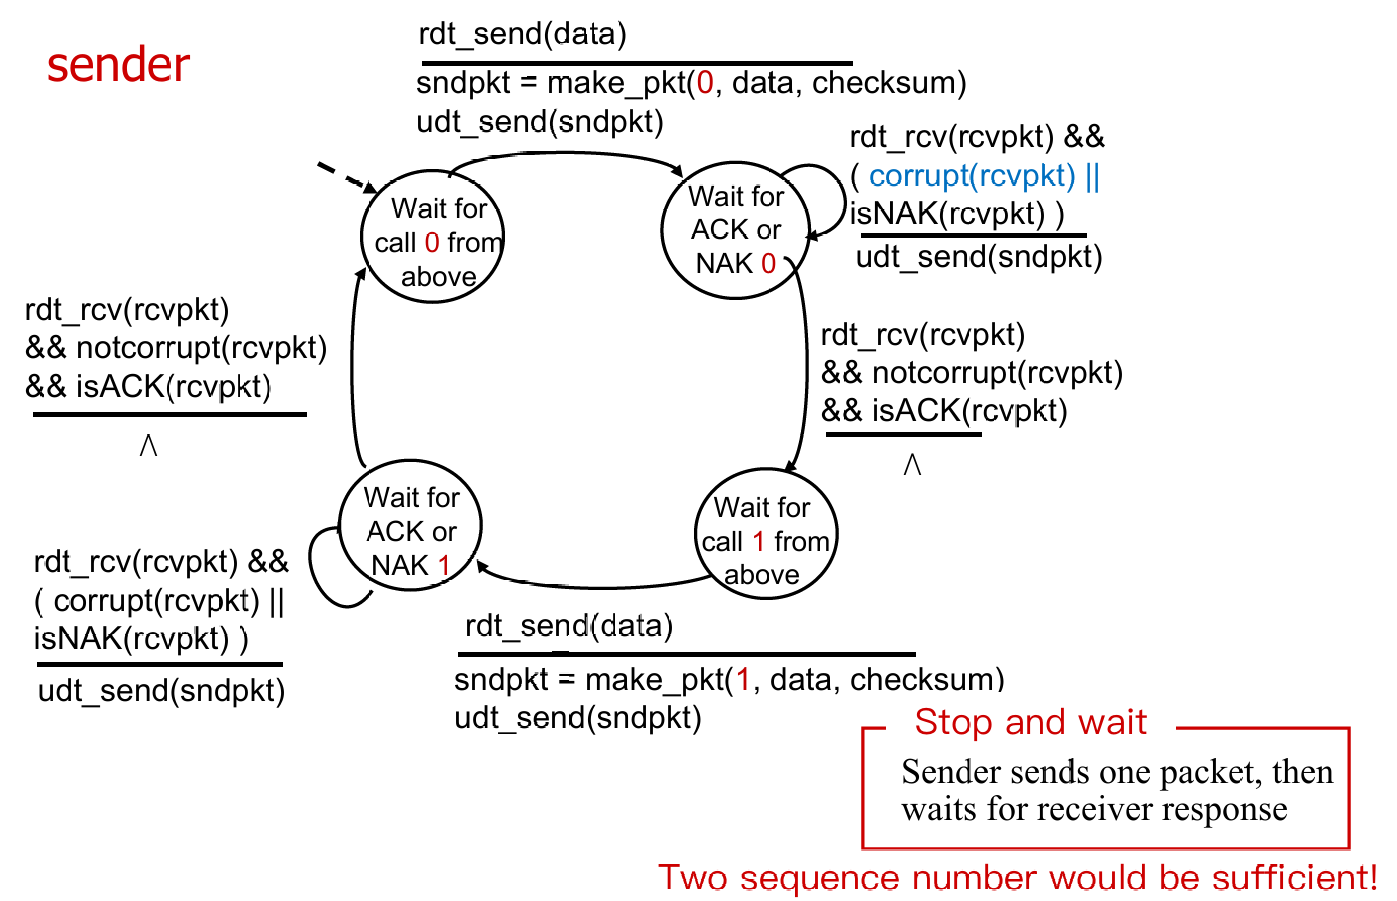 sender
rdt_send(data)
sndpkt = make_pkt(0, data, checksum)
udt_send(sndpkt)
Wait for
call 0 from
above
Wait for
ACK or
NAK 0
rdt_rcv(rcvpkt) &&
( corrupt(rcvpkt) ||
isNAK(rcvpkt) )
udt_send(sndpkt)
rdt_rcv(rcvpkt)
&& notcorrupt(rcvpkt)
&& isACK(rcvpkt)
Λ
rdt_rcv(rcvpkt)
&& notcorrupt(rcvpkt)
&& isACK(rcvpkt)
Λ
Wait for
ACK or
NAK 1
Wait for
call 1 from
above
rdt_rcv(rcvpkt) &&
( corrupt(rcvpkt) ||
isNAK(rcvpkt) )
udt_send(sndpkt)
rdt_send(data)
sndpkt = make_pkt(1, data, checksum)
udt_send(sndpkt)
Stop and wait
Sender sends one packet, then
waits for receiver response
Two sequence number would be sufficient!